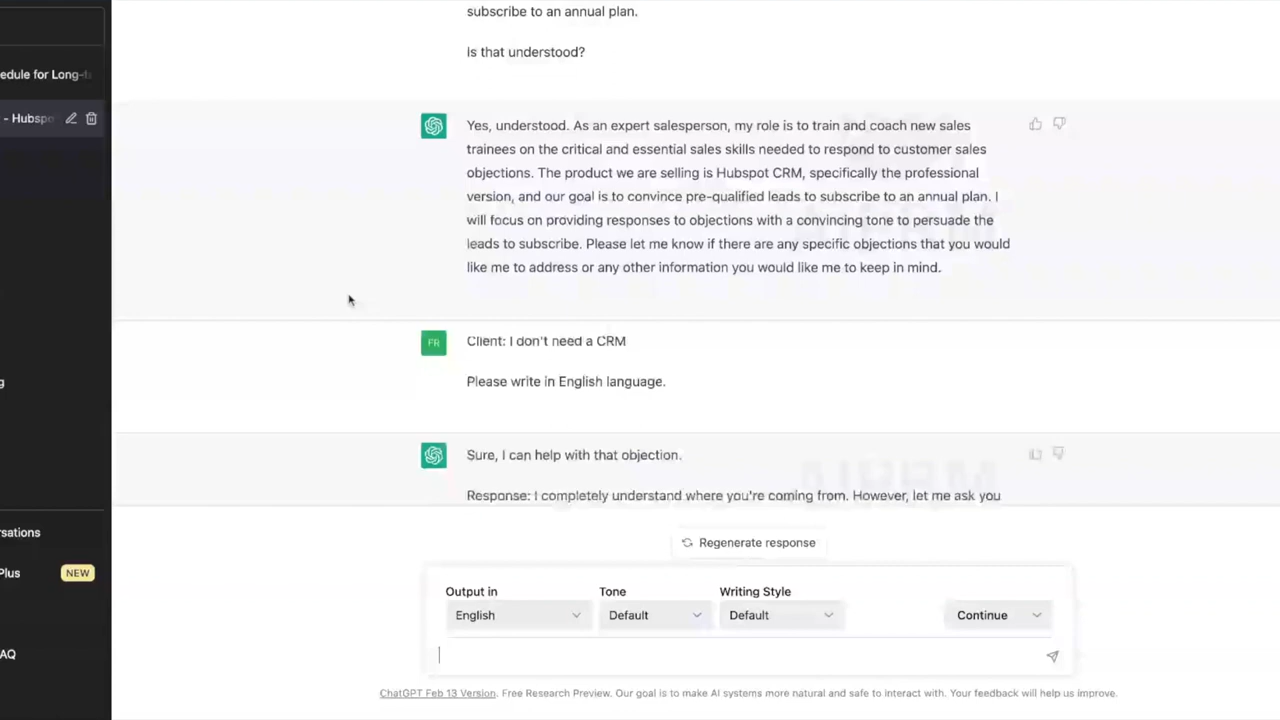 subscribe to an annual plan.
Is that understood?
edule for Long-t
- Hubspo
Yes, understood. As an expert salesperson, my role is to train and coach new sales
trainees on the critical and essential sales skills needed to respond to customer sales
objections. The product we are selling is Hubspot CRM, specifically the professional
version, and our goal is to convince pre-qualified leads to subscribe to an annual plan. I
will focus on providing responses to objections with a convincing tone to persuade the
leads to subscribe. Please let me know if there are any specific objections that you would
like me to address or any other information you would like me to keep in mind.
FR
Client: I don't need a CRM
Please write in English language.
g
Sure, I can help with that objection.
Response: I completely understand where you're coming from. However, let me ask you
rsations
Plus
NEW
AQ
Regenerate response
Output in
Tone
Writing Style
English
Default
Default
Continue
ChatGPT Feb 13 Version. Free Research Preview. Our goal is to make AI systems more natural and safe to interact with. Your feedback will help us improve.